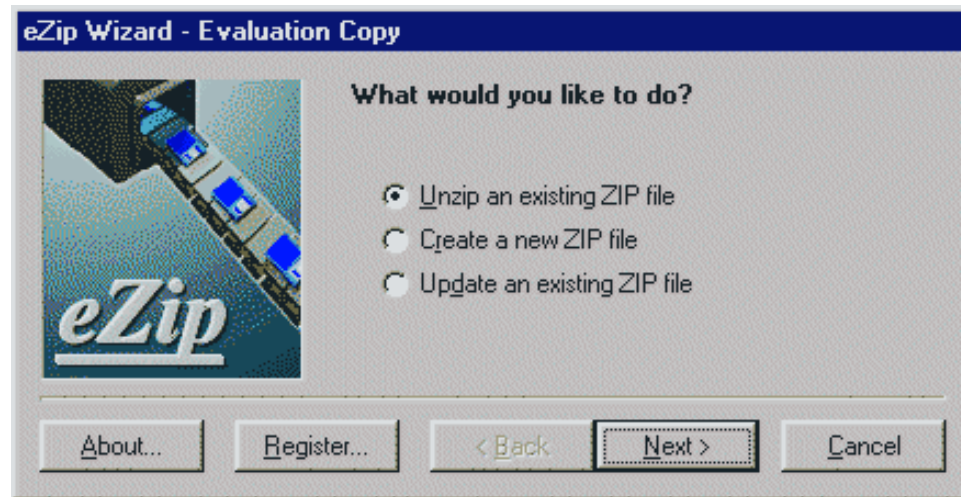 eZip Wizard - Evaluation Copy
What would you like to do?
Unzip an existing ZIP file
Create a new ZIP file
Update an existing ZIP file
eZip
About... Register... < Back Next > Cancel